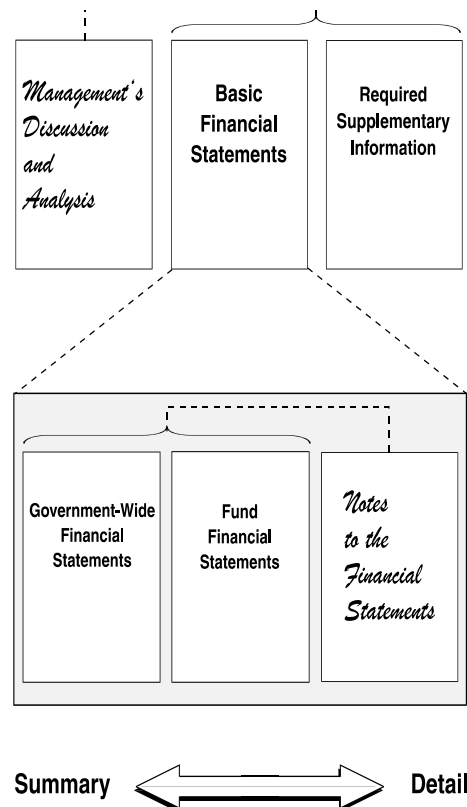 Management's
Discussion
and
Analysis
Basic
Financial
Statements
Required
Supplementary
Information
Government-Wide
Financial
Statements
Fund
Financial
Statements
Notes
to the
Financial
Statements
Summary
Detail